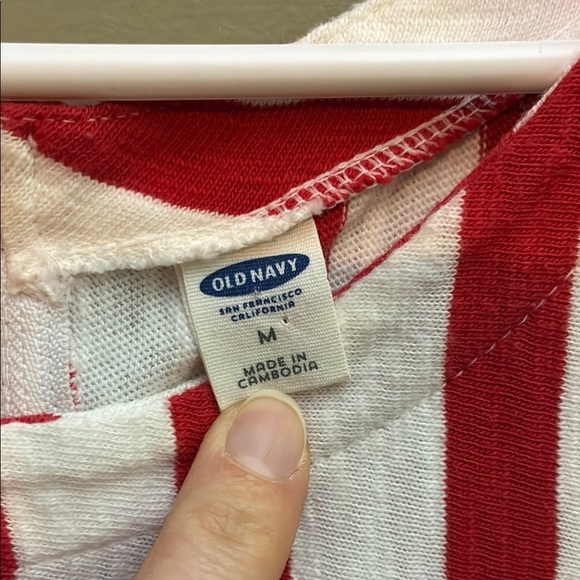 OLD NAVY
SAN FRANCISCO
CALIFORNIA
M
MADE IN
CAMBODIA